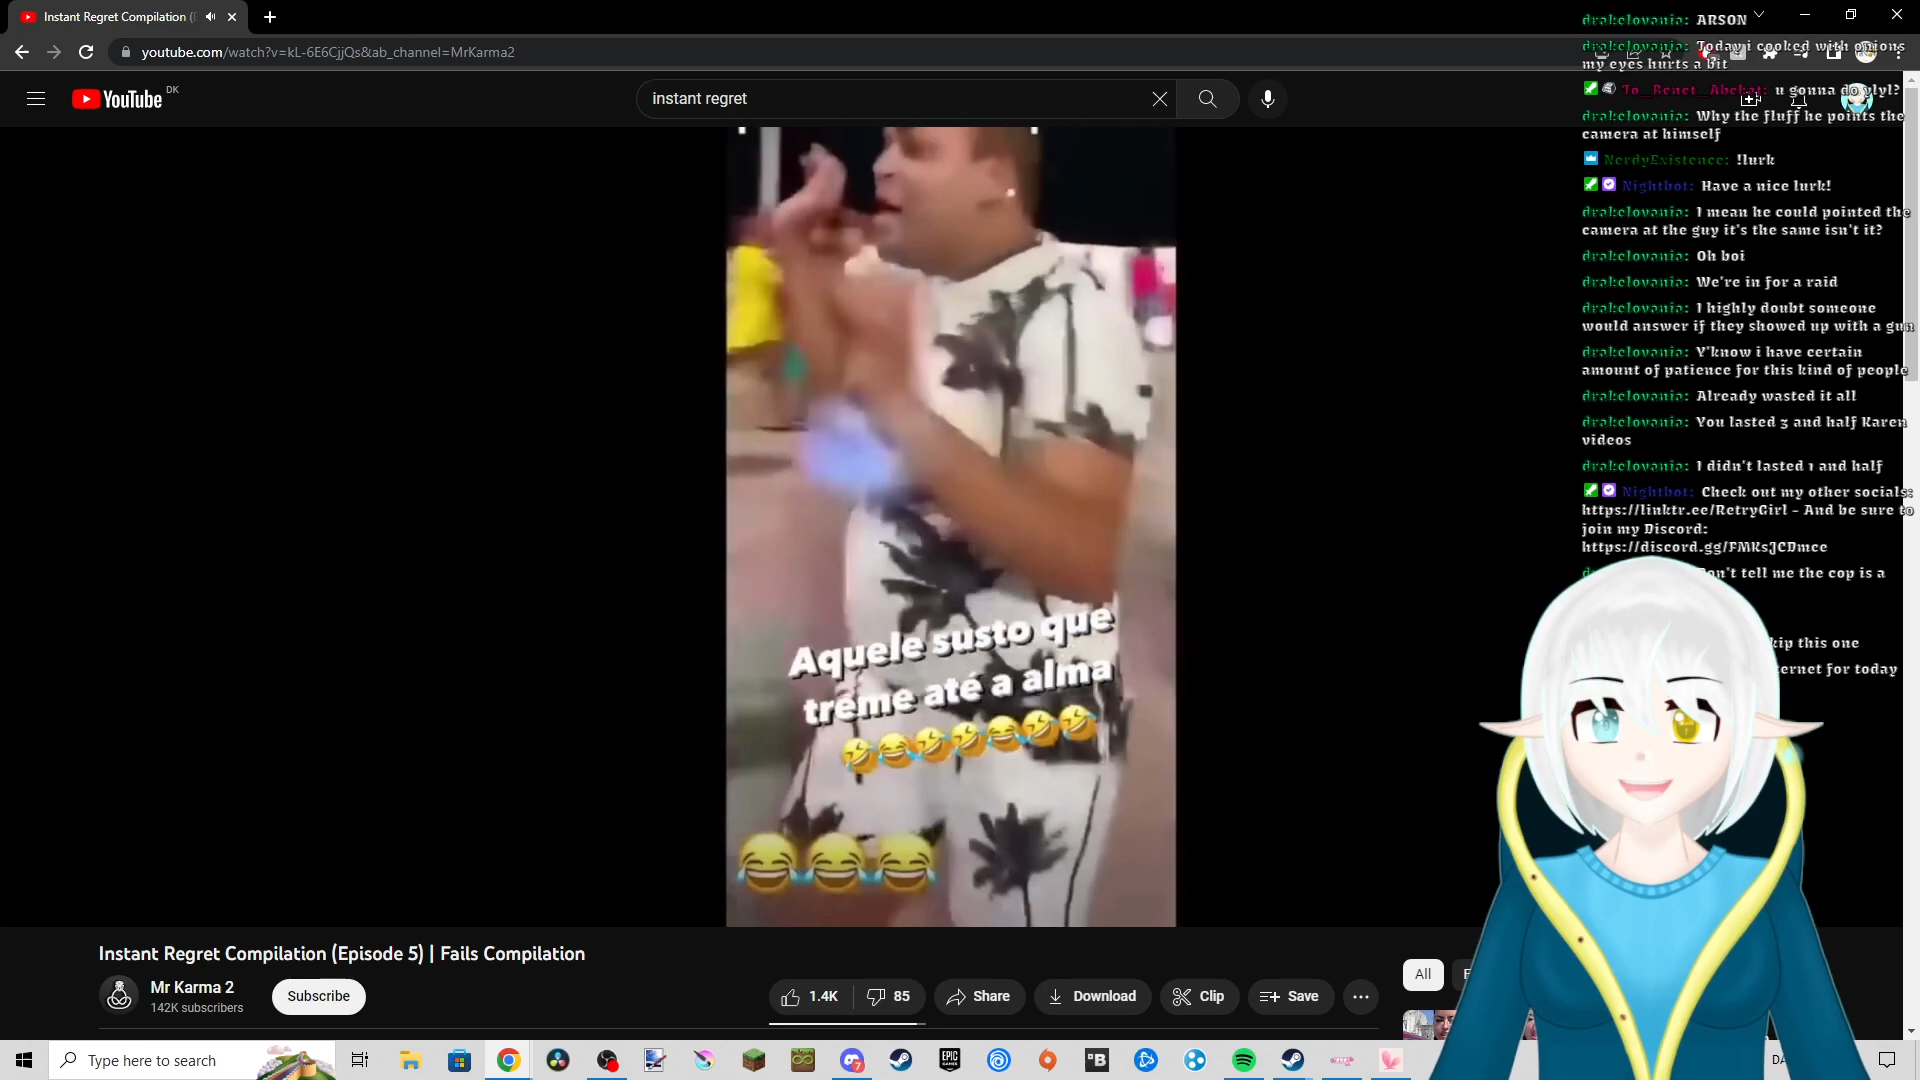 Instant Regret Compilation (
youtube.com/watch?v=kL-6E6CjjQs&ab_channel=MrKarma2
YouTube DK
instant regret
Aquele susto que
treme até a alma
Instant Regret Compilation (Episode 5) | Fails Compilation
Mr Karma 2
142K subscribers
Subscribe
1.4K
85
Share
Download
Clip
Save
All
drakelovania: ARSON
drakelovania: Today i cooked with onions
my eyes hurts a bit
u gonna do ylyl?
drakelovania: Why the fluff he points the
camera at himself
NerdyExistence: !lurk
Nightbot: Have a nice lurk!
drakelovania: I mean he could pointed the
camera at the guy it's the same isn't it?
drakelovania: Oh boi
drakelovania: We're in for a raid
drakelovania: I highly doubt someone
would answer if they showed up with a gun
drakelovania: Y'know i have certain
amount of patience for this kind of people
drakelovania: Already wasted it all
drakelovania: You lasted 3 and half Karen
videos
drakelovania: I didn't lasted 1 and half
Nightbot: Check out my other socials:
https://linktr.ee/RetryGirl - And be sure to
join my Discord:
https://discord.gg/FMKsJCDmce
tell me the cop is a
this one
for today
Type here to search
7
B
DA